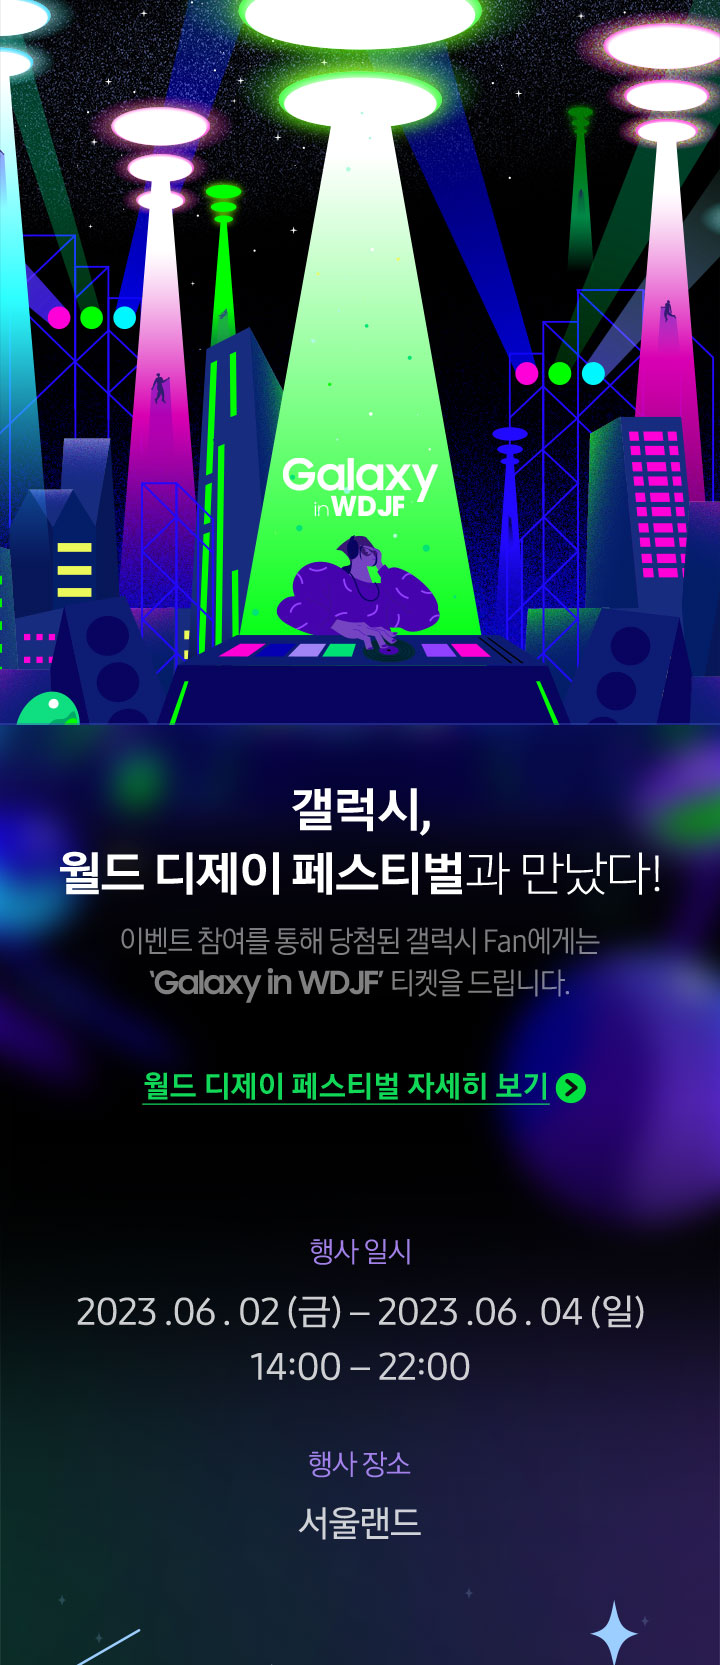 Galaxy
in WDJF
갤럭시,
월드 디제이 페스티벌과 만났다!
이벤트 참여를 통해 당첨된 갤럭시 Fan에게는
‘Galaxy in WDJF’ 티켓을 드립니다.
월드 디제이 페스티벌 자세히 보기
행사 일시
2023 .06 . 02 (금) – 2023 .06 . 04 (일)
14:00 – 22:00
행사 장소
서울랜드